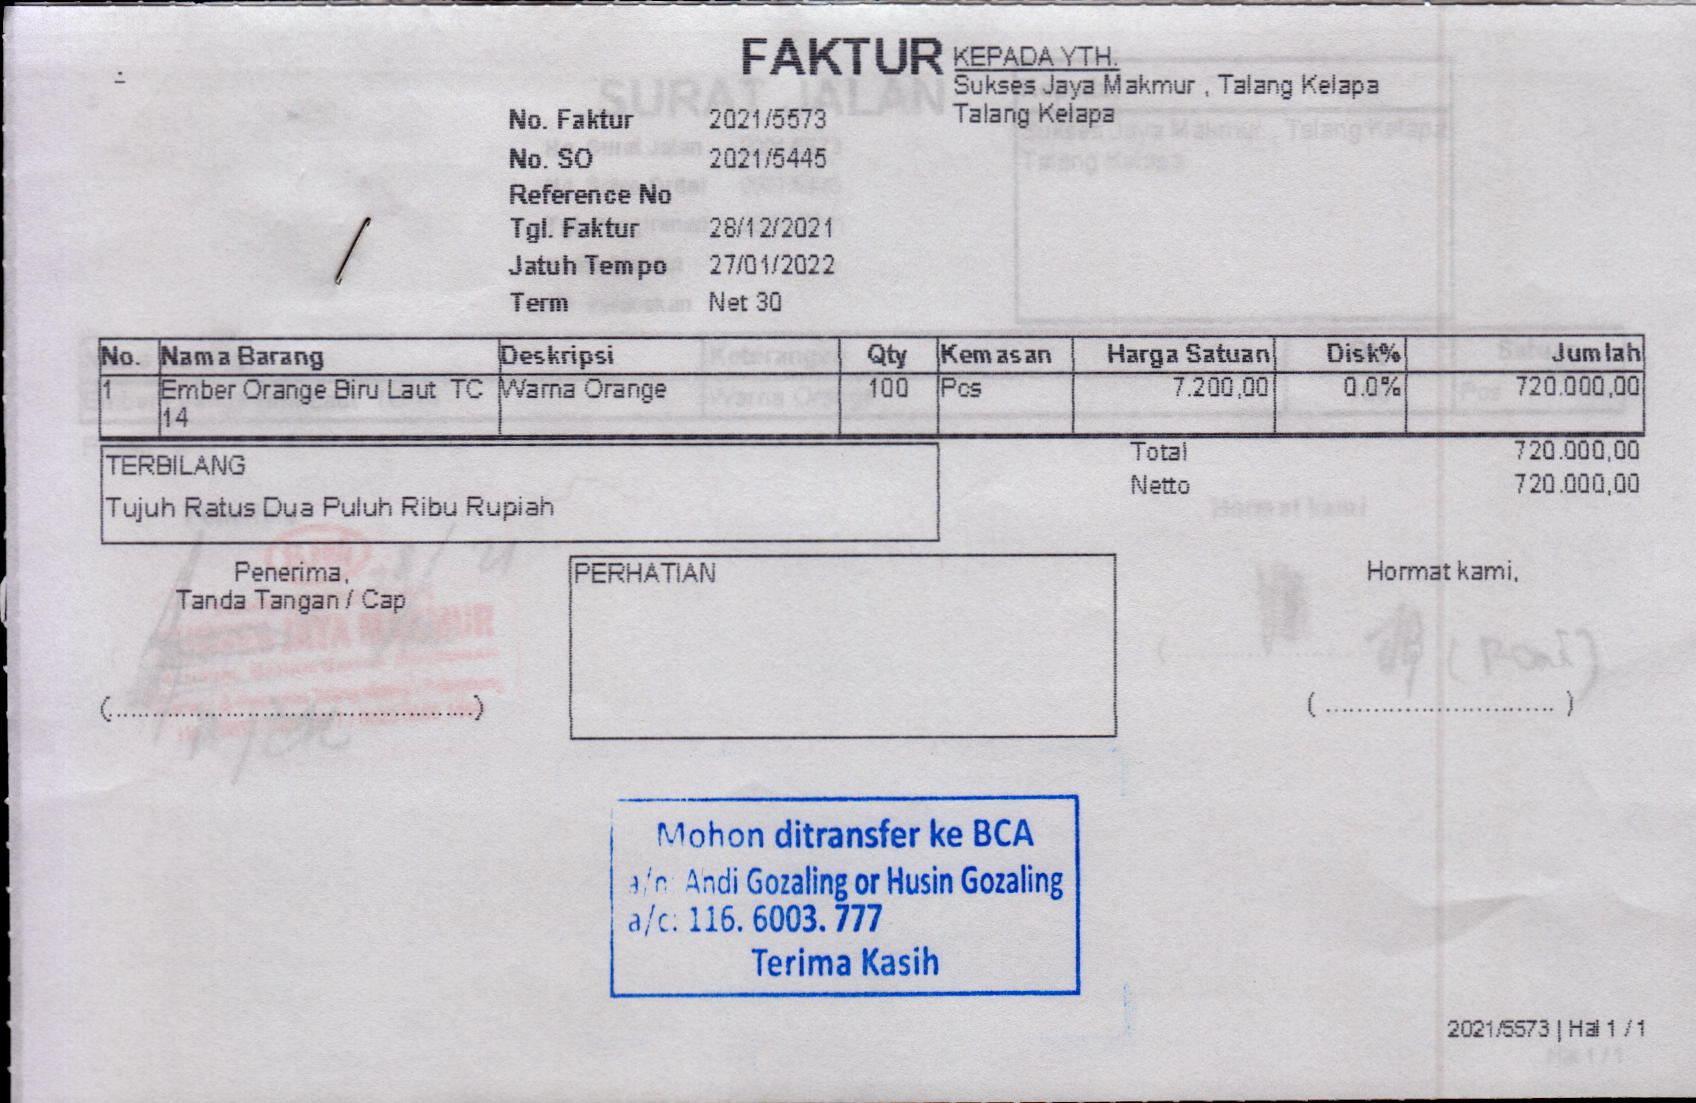 FAKTUR
KEPADA YTH.
Sukses Jaya Makmur , Talang Kelapa
Talang Kelapa
No. Faktur 2021/5573
No. SO 2021/5445
Reference No
Tgl. Faktur 28/12/2021
Jatuh Tempo 27/01/2022
Term Net 30
No. Nama Barang Deskripsi Qty Kemasan Harga Satuan Disk% Jumlah
1 Ember Orange Biru Laut TC 14 Warna Orange 100 Pcs 7.200,00 0.0% 720.000,00
Total 720.000,00
Netto 720.000,00
TERBILANG
Tujuh Ratus Dua Puluh Ribu Rupiah
Penerima,
Tanda Tangan / Cap
(..............................................)
PERHATIAN
Hormat kami,
( ............................ )
Mohon ditransfer ke BCA
a/n: Andi Gozaling or Husin Gozaling
a/c: 116. 6003. 777
Terima Kasih
2021/5573 | Hal 1 / 1